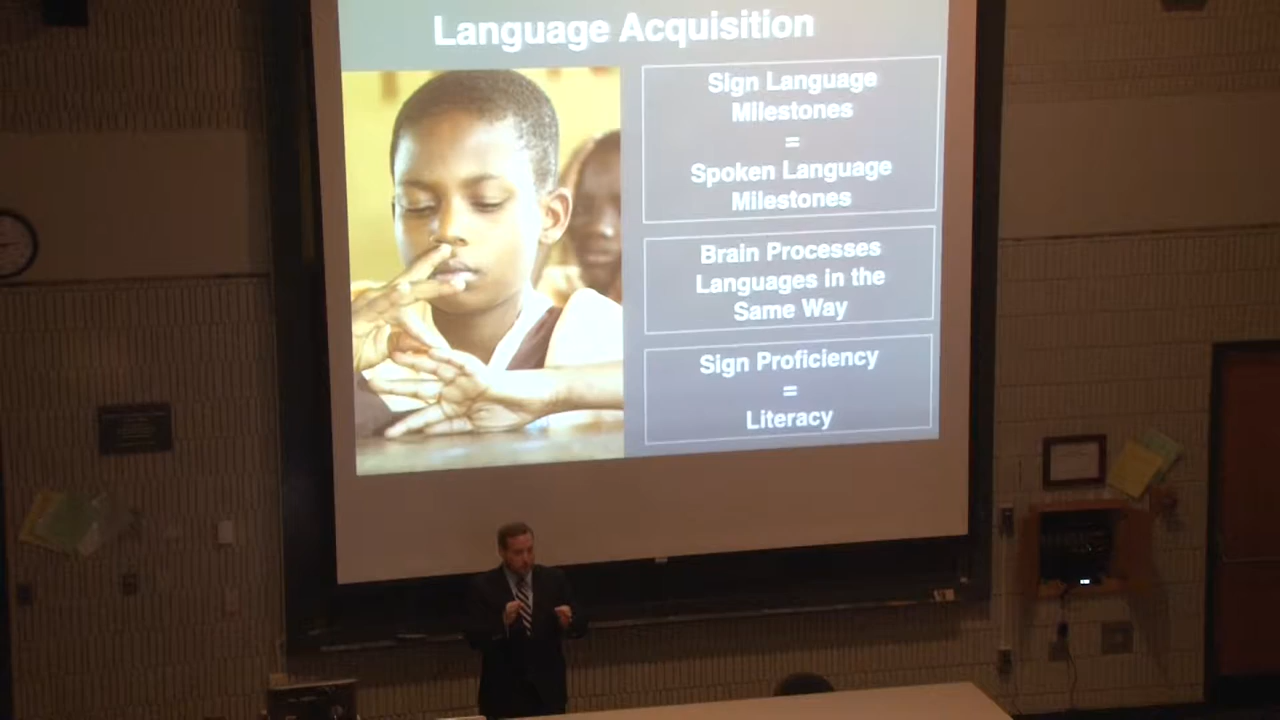 Language Acquisition
Sign Language
Milestones
=
Spoken Language
Milestones
Brain Processes
Languages in the
Same Way
Sign Proficiency
=
Literacy